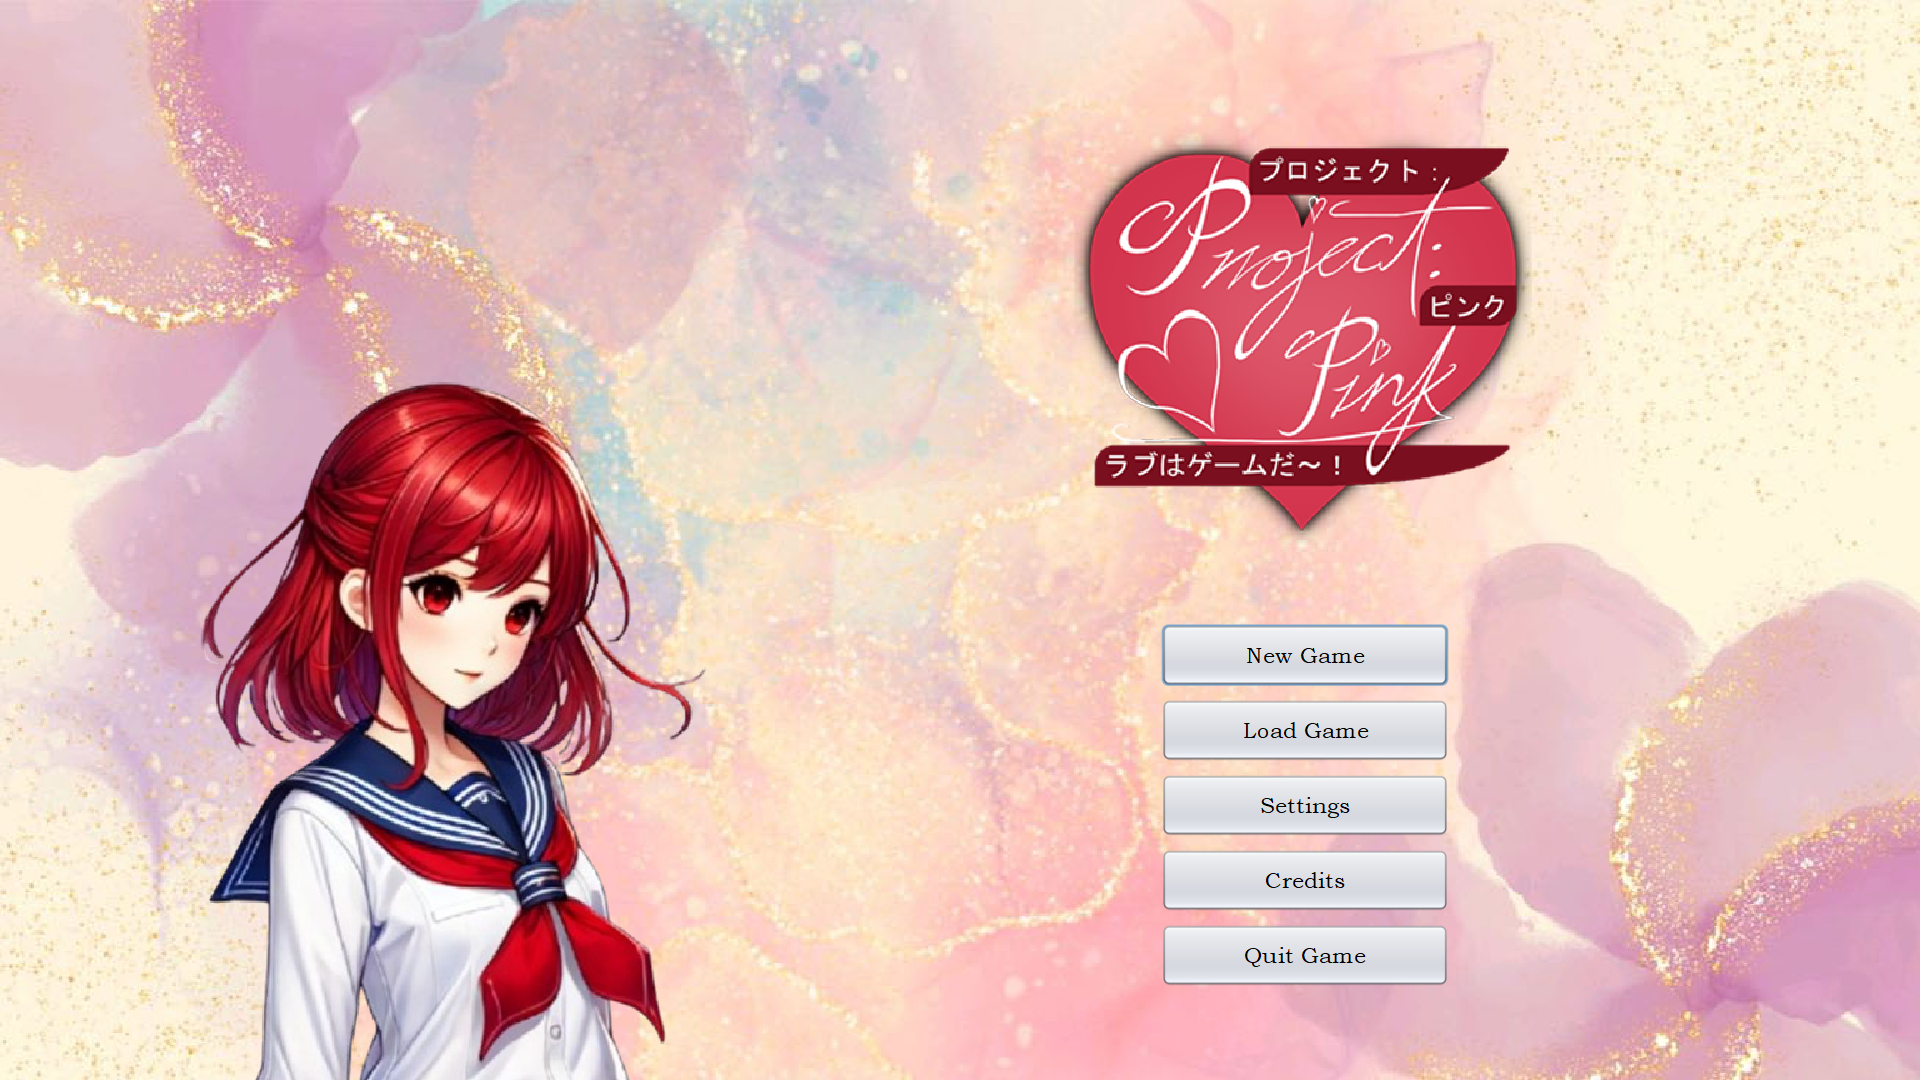 プロジェクト：
Project:
ピンク
Pink
ラブはゲームだ～！
New Game
Load Game
Settings
Credits
Quit Game